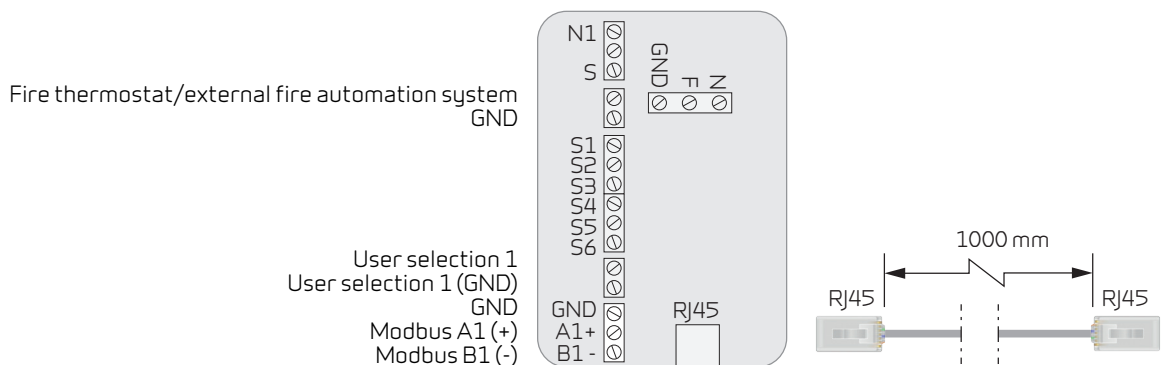 Fire thermostat/external fire automation system
GND
User selection 1
User selection 1 (GND)
GND
Modbus A1 (+)
Modbus B1 (-)
N1
S
S1
S2
S3
S4
S5
S6
GND
A1+
B1 -
GND
F
N
RJ45
1000 mm
RJ45
RJ45